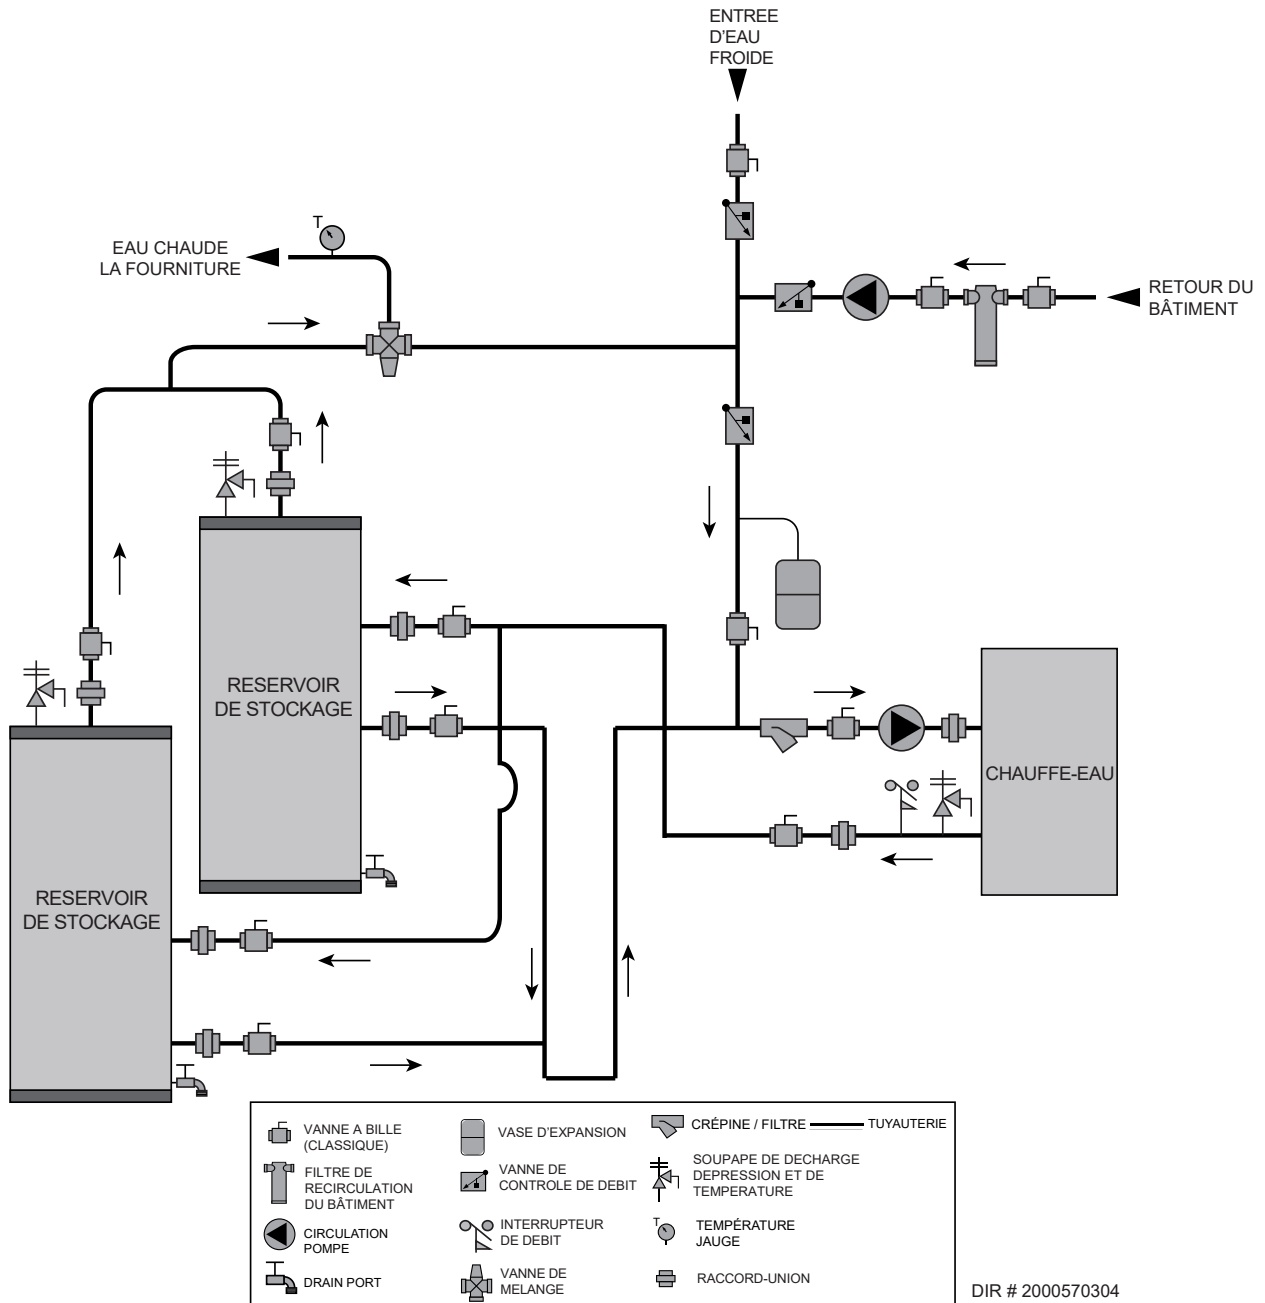 ENTREE
D'EAU
FROIDE
T
EAU CHAUDE
LA FOURNITURE
RETOUR DU
BÂTIMENT
RESERVOIR
DE STOCKAGE
CHAUFFE-EAU
RESERVOIR
DE STOCKAGE
VANNE A BILLE
(CLASSIQUE)
FILTRE DE
RECIRCULATION
DU BÂTIMENT
CIRCULATION
POMPE
DRAIN PORT
VASE D'EXPANSION
VANNE DE
CONTROLE DE DEBIT
INTERRUPTEUR
DE DEBIT
VANNE DE
MELANGE
CRÉPINE / FILTRE
TUYAUTERIE
SOUPAPE DE DECHARGE
DEPRESSION ET DE
TEMPERATURE
T
TEMPÉRATURE
JAUGE
RACCORD-UNION
DIR # 2000570304